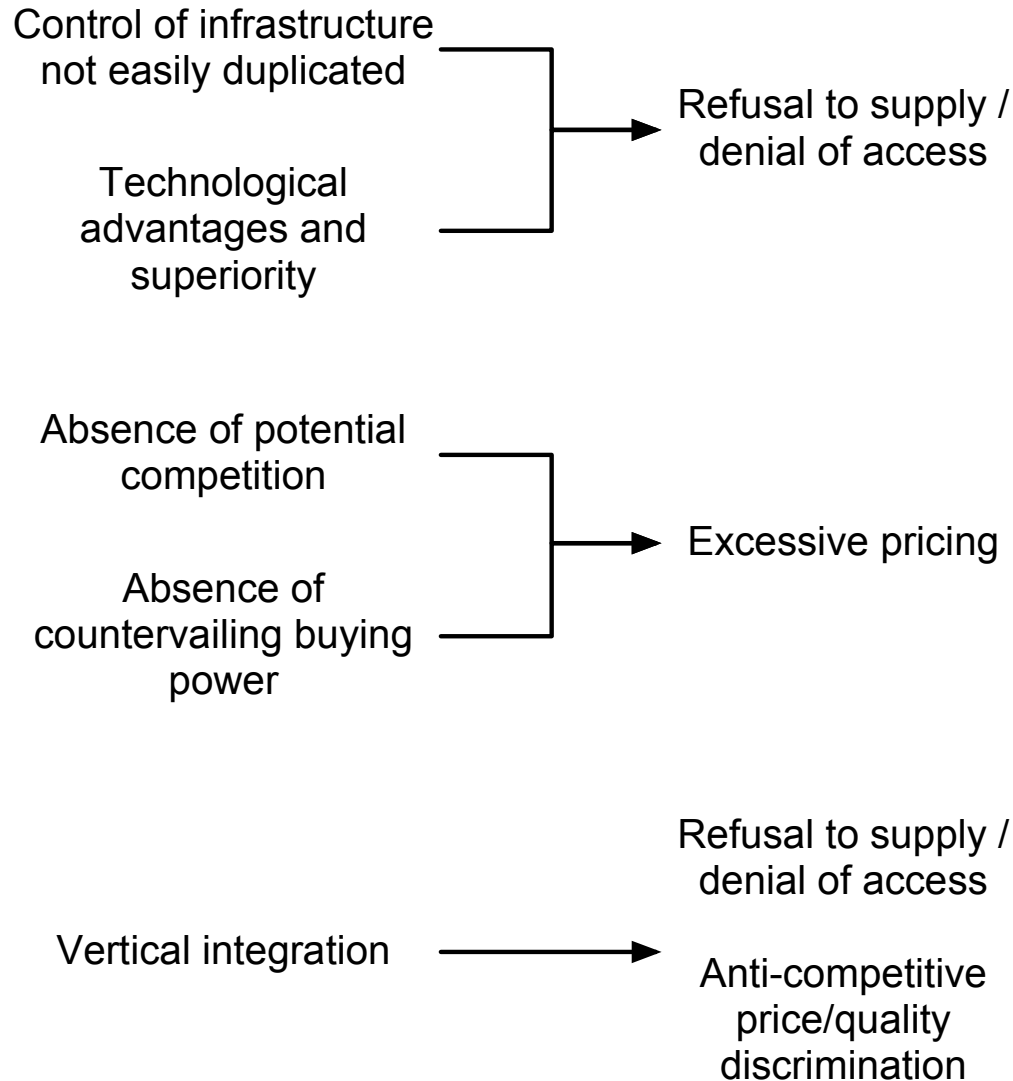 Control of infrastructure
not easily duplicated
Technological
advantages and
superiority
Refusal to supply /
denial of access
Absence of potential
competition
Absence of
countervailing buying
power
Excessive pricing
Vertical integration
Refusal to supply /
denial of access
Anti-competitive
price/quality
discrimination